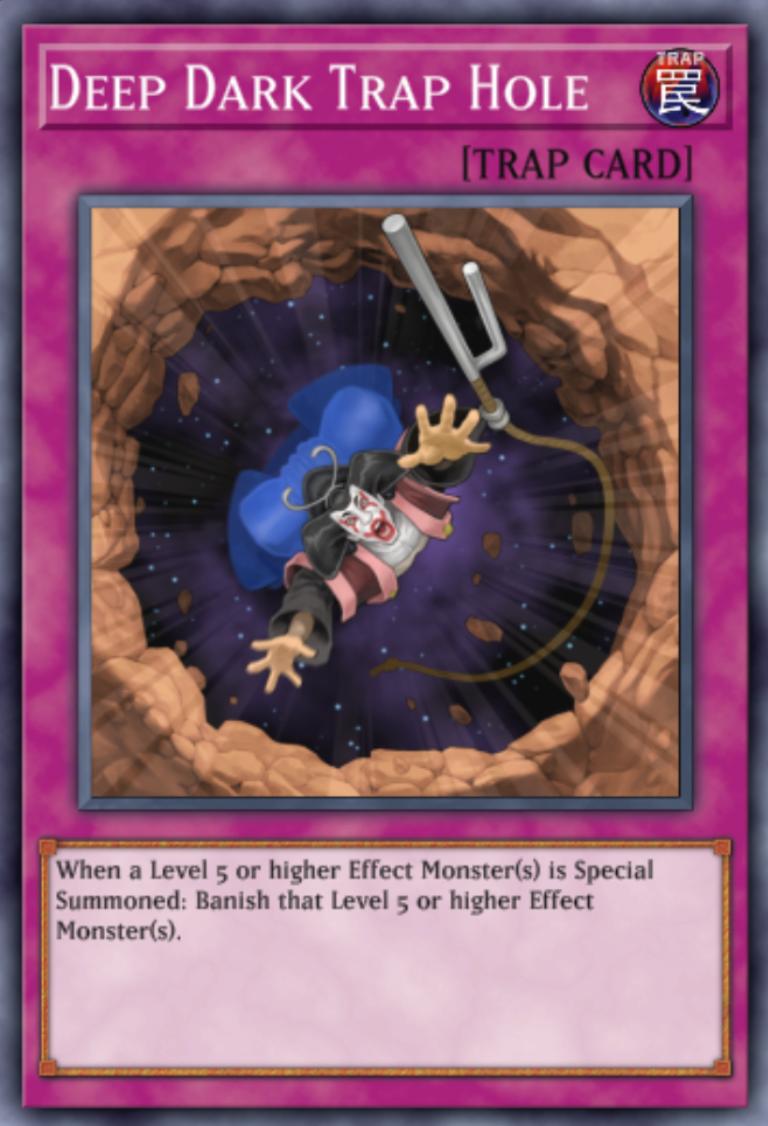 Deep Dark Trap Hole
TRAP
罠
[TRAP CARD]
When a Level 5 or higher Effect Monster(s) is Special
Summoned: Banish that Level 5 or higher Effect
Monster(s).